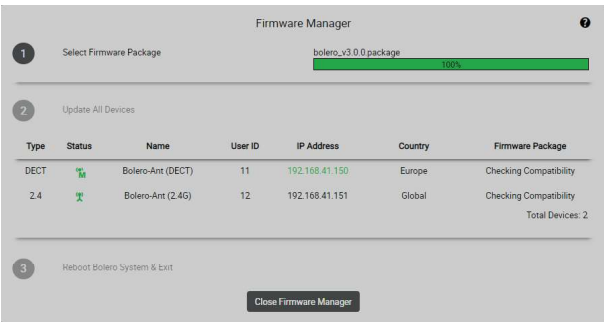 Firmware Manager ?
1 Select Firmware Package bolero_v3.0.0.package
100%
2 Update All Devices
Type Status Name User ID IP Address Country Firmware Package
DECT M Bolero-Ant (DECT) 11 192.168.41.150 Europe Checking Compatibility
2.4 Bolero-Ant (2.4G) 12 192.168.41.151 Global Checking Compatibility
Total Devices: 2
3 Reboot Bolero System & Exit
Close Firmware Manager